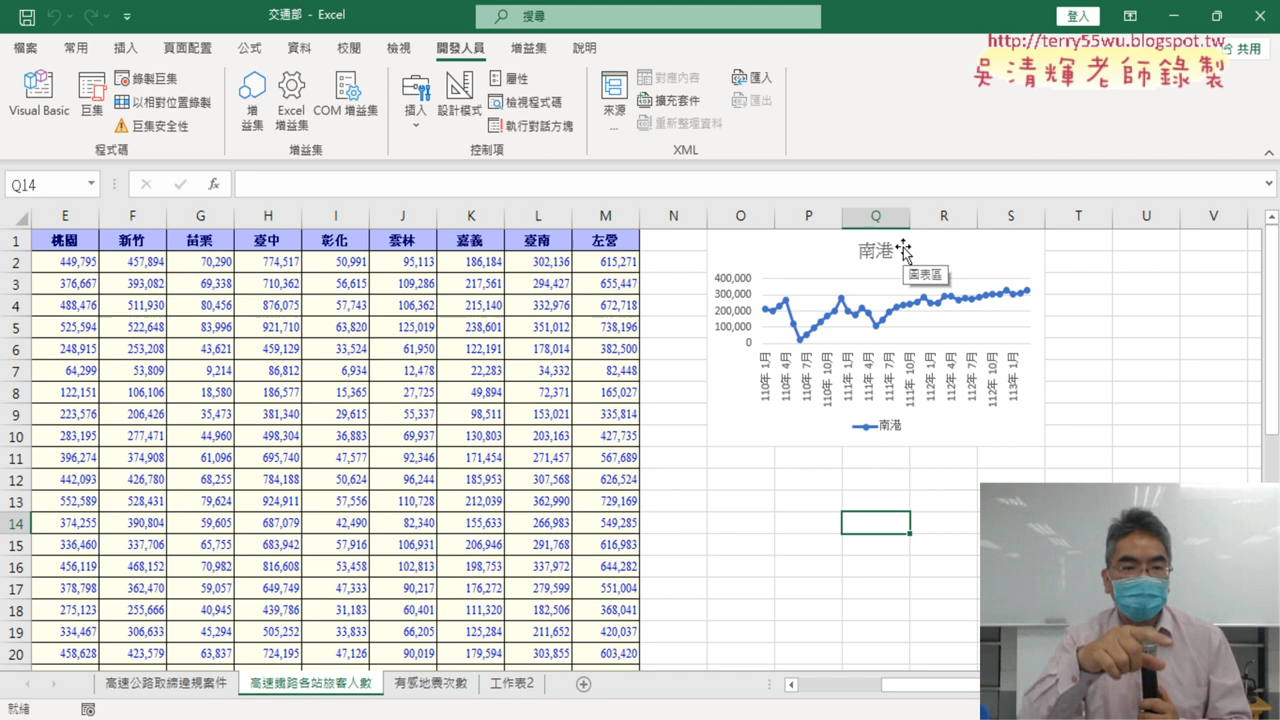 交通部 - Excel
搜尋
登入
檔案 常用 插入 頁面配置 公式 資料 校閱 檢視 開發人員 增益集 說明
共用
http://terry55wu.blogspot.tw
吳清輝老師錄製
Visual Basic
巨集
錄製巨集
以相對位置錄製
巨集安全性
程式碼
增益集
Excel 增益集
COM 增益集
增益集
插入
設計模式
屬性
檢視程式碼
執行對話方塊
控制項
來源
...
對應內容
擴充套件
重新整理資料
匯入
匯出
XML
Q14
fx
E F G H I J K L M N O P Q R S T U V
1 桃園 新竹 苗栗 臺中 彰化 雲林 嘉義 臺南 左營
2 449,795 457,894 70,290 774,517 50,991 95,113 186,184 302,136 615,271
3 376,667 393,082 69,338 710,362 56,615 109,286 217,561 294,427 655,447
4 488,476 511,930 80,456 876,075 57,743 106,362 215,140 332,976 672,718
5 525,594 522,648 83,996 921,710 63,820 125,019 238,601 351,012 738,196
6 248,915 253,208 43,621 459,129 33,524 61,950 122,191 178,014 382,500
7 64,299 53,809 9,214 86,812 6,934 12,478 22,283 34,332 82,448
8 122,151 106,106 18,580 186,577 15,365 27,725 49,894 72,371 165,027
9 223,576 206,426 35,473 381,340 29,615 55,337 98,511 153,021 335,814
10 283,195 277,471 44,960 498,304 36,883 69,937 130,803 203,163 427,735
11 396,274 374,908 61,096 695,740 47,577 92,346 171,454 271,457 567,689
12 442,093 426,780 68,255 784,188 50,624 96,244 185,953 307,568 626,524
13 552,589 528,431 79,624 924,911 57,556 110,728 212,039 362,990 729,169
14 374,255 390,804 59,605 687,079 42,490 82,340 155,633 266,983 549,285
15 336,460 337,706 65,755 683,942 57,916 106,931 206,946 291,768 616,983
16 456,119 468,152 70,982 816,608 53,458 102,813 198,753 337,972 644,282
17 378,798 362,470 59,057 649,749 47,333 90,217 176,272 279,599 551,004
18 275,123 255,666 40,945 439,786 31,183 60,401 111,320 182,506 368,041
19 334,467 306,633 45,294 505,252 33,833 66,205 125,284 211,652 420,037
20 458,628 423,579 63,837 724,195 47,126 90,019 179,594 303,855 603,420
南港
圖表區
400,000
300,000
200,000
100,000
0
110年 1月
110年 4月
110年 7月
110年 10月
111年 1月
111年 4月
111年 7月
111年 10月
112年 1月
112年 4月
112年 7月
112年 10月
113年 1月
南港
高速公路取締違規案件 高速鐵路各站旅客人數 有感地震次數 工作表2
就緒